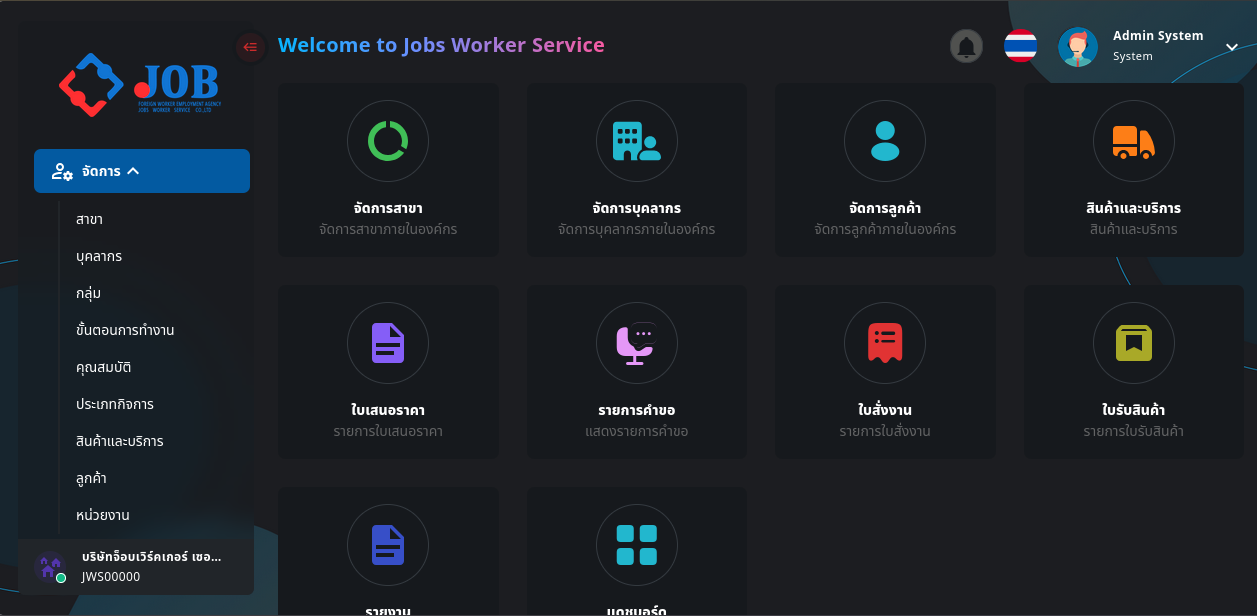 Welcome to Jobs Worker Service
Admin System
System
JOB
FOREIGN WORKER EMPLOYMENT AGENCY
JOBS WORKER SERVICE CO.,LTD
จัดการ
สาขา
บุคลากร
กลุ่ม
ขั้นตอนการทำงาน
คุณสมบัติ
ประเภทกิจการ
สินค้าและบริการ
ลูกค้า
หน่วยงาน
บริษัทจ็อบเวิร์คเกอร์ เซอ...
JWS00000
จัดการสาขา
จัดการสาขาภายในองค์กร
จัดการบุคลากร
จัดการบุคลากรภายในองค์กร
จัดการลูกค้า
จัดการลูกค้าภายในองค์กร
สินค้าและบริการ
สินค้าและบริการ
ใบเสนอราคา
รายการใบเสนอราคา
รายการคำขอ
แสดงรายการคำขอ
ใบสั่งงาน
รายการใบสั่งงาน
ใบรับสินค้า
รายการใบรับสินค้า
รายงาน
แดชบอร์ด